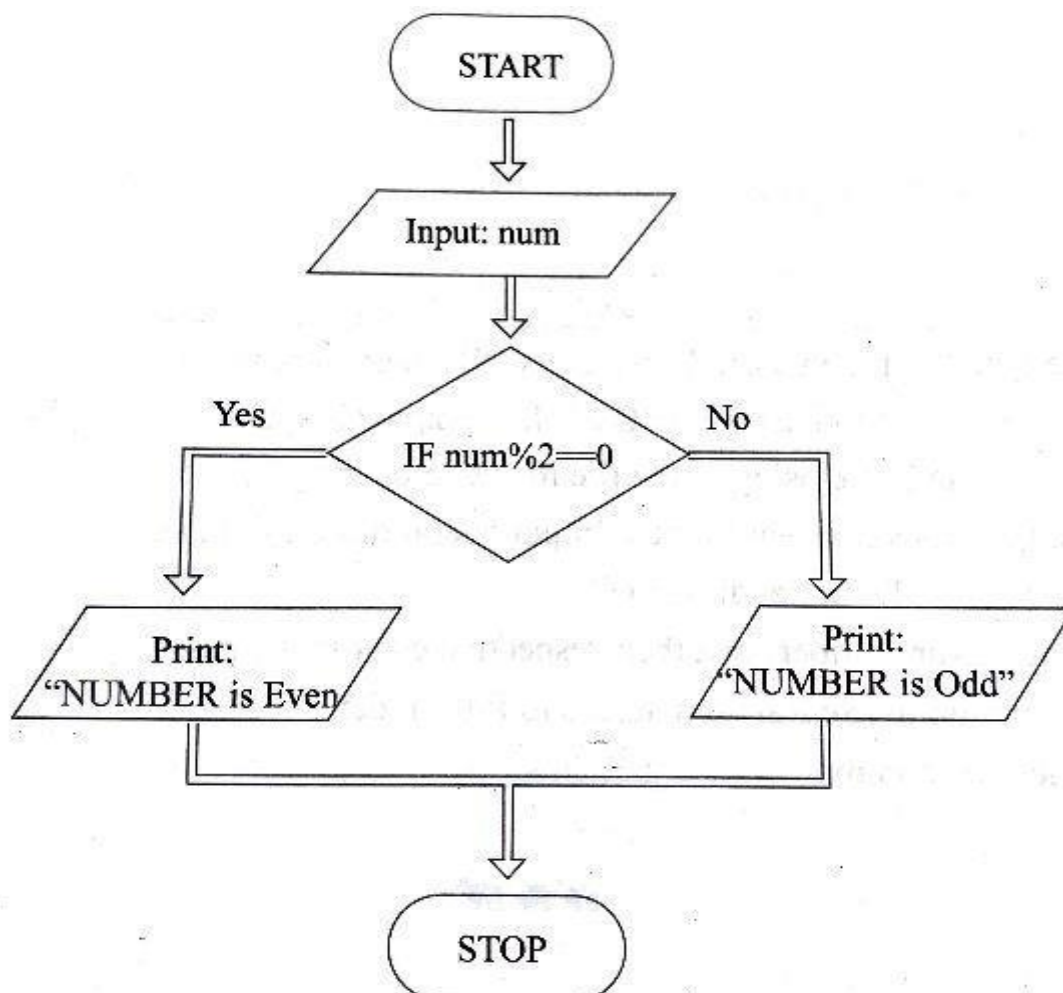 START
Input: num
Yes
No
IF num%2==0
Print:
“NUMBER is Even
Print:
“NUMBER is Odd”
STOP